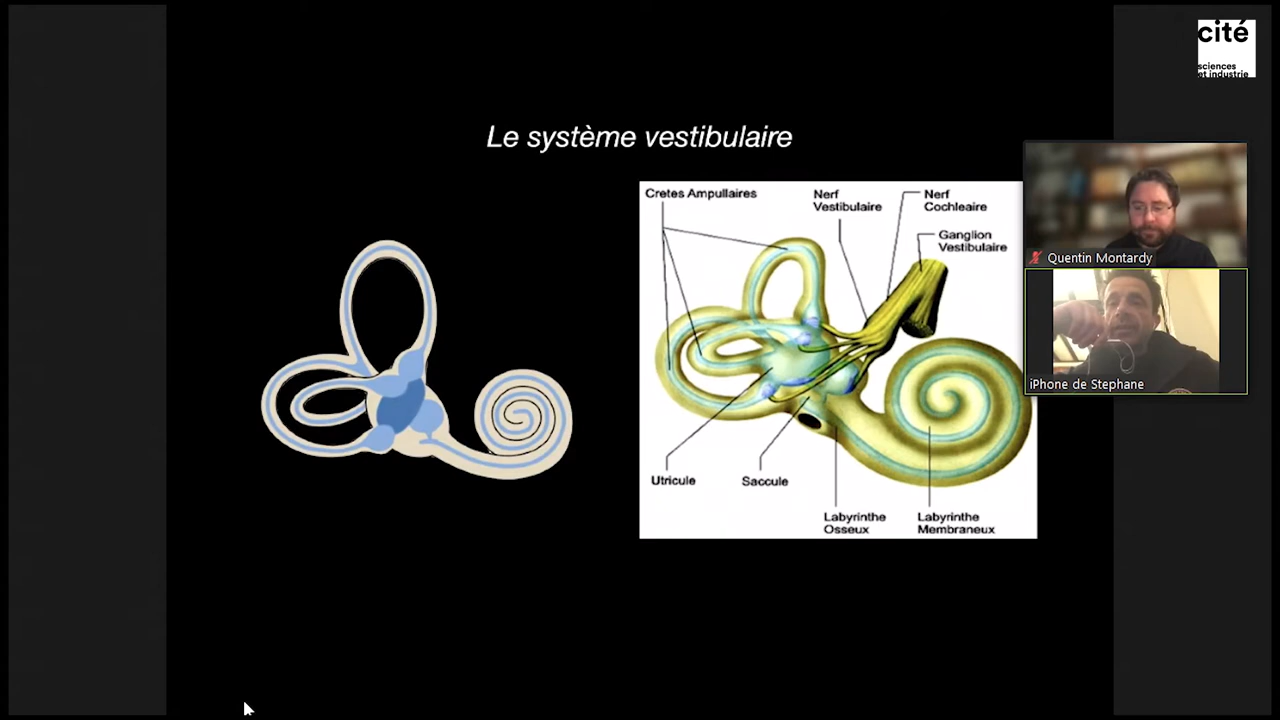 cité
sciences
et industrie
Le système vestibulaire
Cretes Ampullaires
Nerf
Vestibulaire
Nerf
Cochleaire
Ganglion
Vestibulaire
Quentin Montardy
iPhone de Stephane
Utricule
Saccule
Labyrinthe
Osseux
Labyrinthe
Membraneux